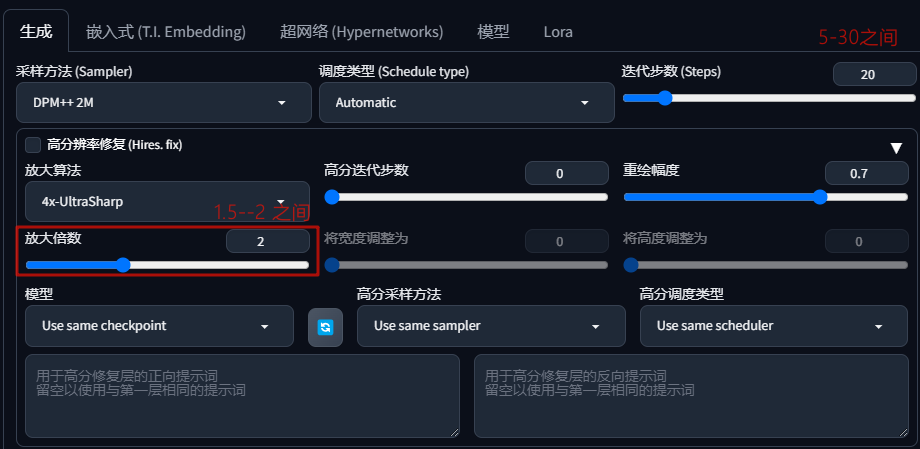 生成
嵌入式 (T.I. Embedding)
超网络 (Hypernetworks)
模型
Lora
5-30之间
采样方法 (Sampler)
调度类型 (Schedule type)
迭代步数 (Steps)
20
DPM++ 2M
Automatic
高分辨率修复 (Hires. fix)
放大算法
高分迭代步数
0
重绘幅度
0.7
4x-UltraSharp
1.5--2 之间
放大倍数
2
将宽度调整为
0
将高度调整为
0
模型
高分采样方法
高分调度类型
Use same checkpoint
Use same sampler
Use same scheduler
用于高分修复层的正向提示词
留空以使用与第一层相同的提示词
用于高分修复层的反向提示词
留空以使用与第一层相同的提示词